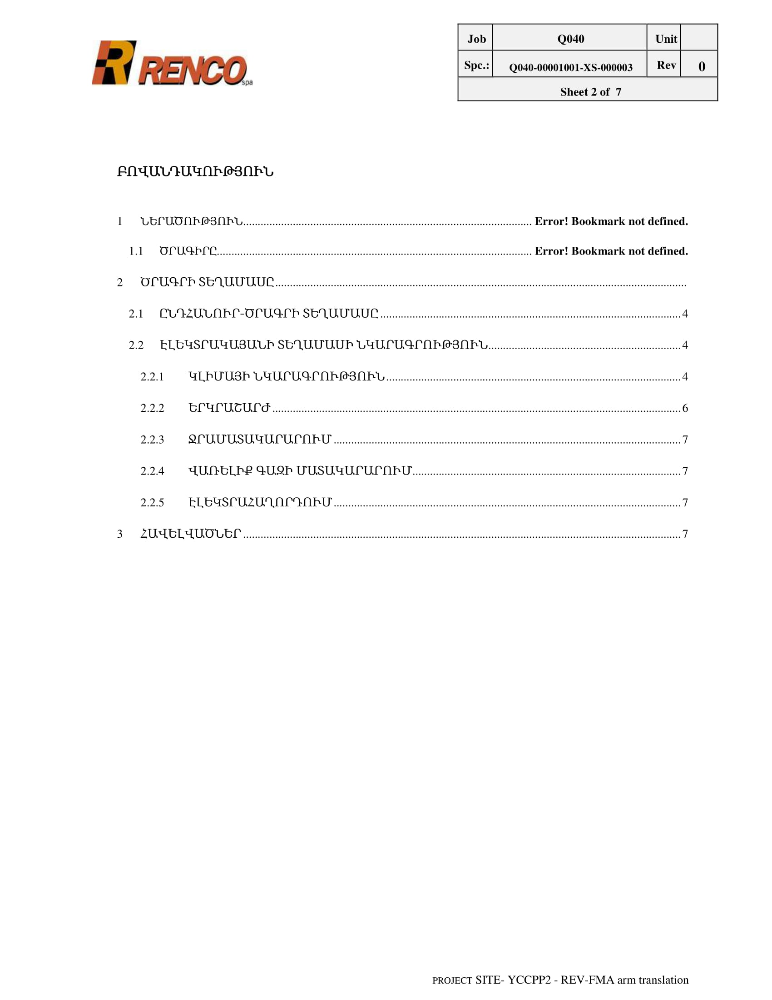 RENCO spa
Job Q040 Unit
Spc.: Q040-00001001-XS-000003 Rev 0
Sheet 2 of 7
ԲՈՎԱՆԴԱԿՈՒԹՅՈՒՆ
1 ՆԵՐԱԾՈՒԹՅՈՒՆ Error! Bookmark not defined.
1.1 ԾՐԱԳԻՐԸ Error! Bookmark not defined.
2 ԾՐԱԳՐԻ ՏԵՂԱՄԱՍԸ
2.1 ԸՆԴՀԱՆՈՒՐ-ԾՐԱԳՐԻ ՏԵՂԱՄԱՍԸ 4
2.2 ԷԼԵԿՏՐԱԿԱՅԱՆԻ ՏԵՂԱՄԱՍԻ ՆԿԱՐԱԳՐՈՒԹՅՈՒՆ 4
2.2.1 ԿԼԻՄԱՅԻ ՆԿԱՐԱԳՐՈՒԹՅՈՒՆ 4
2.2.2 ԵՐԿՐԱՇԱՐԺ 6
2.2.3 ՋՐԱՄԱՏԱԿԱՐԱՐՈՒՄ 7
2.2.4 ՎԱՌԵԼԻՔ ԳԱԶԻ ՄԱՏԱԿԱՐԱՐՈՒՄ 7
2.2.5 ԷԼԵԿՏՐԱՀԱՂՈՐԴՈՒՄ 7
3 ՀԱՎԵԼՎԱԾՆԵՐ 7
PROJECT SITE- YCCPP2 - REV-FMA arm translation